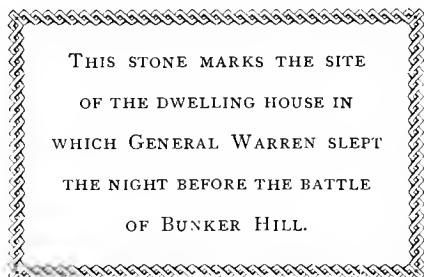 This stone marks the site
of the dwelling house in
which General Warren slept
the night before the battle
of Bunker Hill.